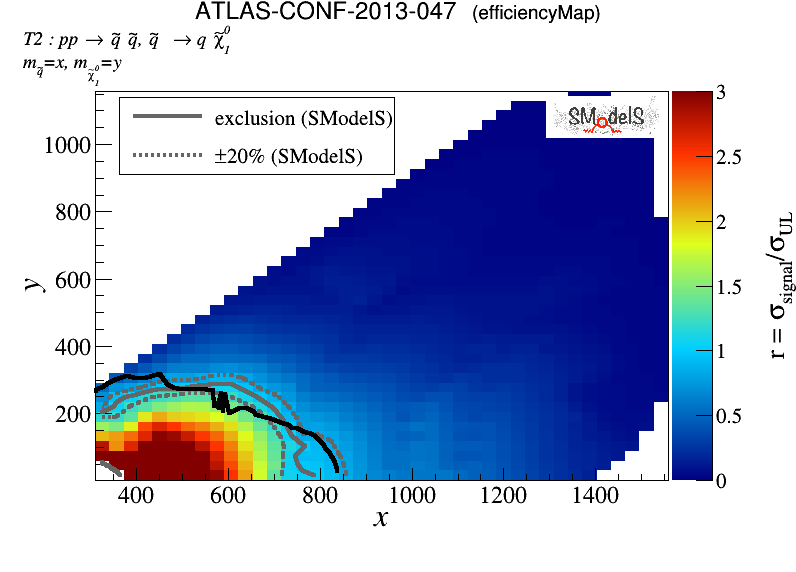 ATLAS-CONF-2013-047 (efficiencyMap)
T2 : pp → q̃ q̃, q̃ → q χ̃₁⁰
m_q̃=x, m_χ̃₁⁰=y
exclusion (SModelS)
±20% (SModelS)
SModelS
1000
800
600
400
200
y
400 600 800 1000 1200 1400
x
3
2.5
2
1.5
1
0.5
0
r = σ_signal/σ_UL